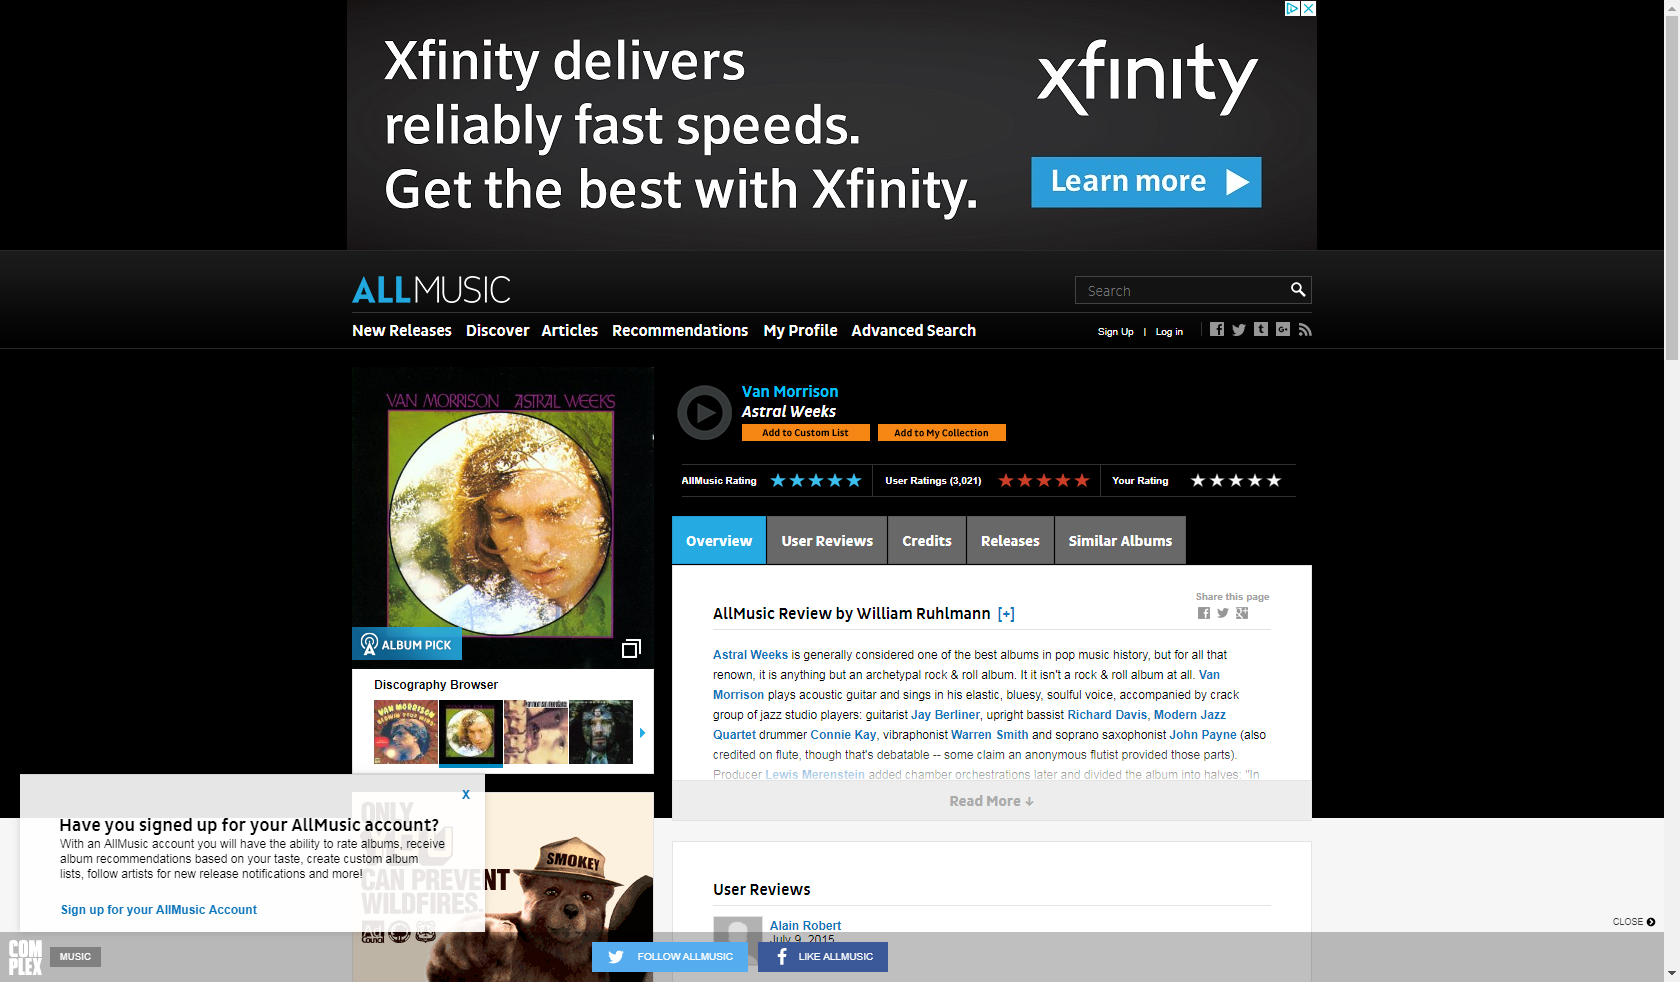 Xfinity delivers
reliably fast speeds.
Get the best with Xfinity.
xfinity
Learn more
ALLMUSIC
Search
New Releases Discover Articles Recommendations My Profile Advanced Search
Sign Up | Log in
VAN MORRISON ASTRAL WEEKS
ALBUM PICK
Van Morrison
Astral Weeks
Add to Custom List Add to My Collection
AllMusic Rating User Ratings (3,021) Your Rating
Overview User Reviews Credits Releases Similar Albums
Share this page
AllMusic Review by William Ruhlmann [+]
Astral Weeks is generally considered one of the best albums in pop music history, but for all that
renown, it is anything but an archetypal rock & roll album. It it isn't a rock & roll album at all. Van
Morrison plays acoustic guitar and sings in his elastic, bluesy, soulful voice, accompanied by crack
group of jazz studio players: guitarist Jay Berliner, upright bassist Richard Davis, Modern Jazz
Quartet drummer Connie Kay, vibraphonist Warren Smith and soprano saxophonist John Payne (also
credited on flute, though that's debatable -- some claim an anonymous flutist provided those parts).
Producer Lewis Merenstein added chamber orchestrations later and divided the album into halves: "In
Read More ↓
Discography Browser
VAN MORRISON
X
Have you signed up for your AllMusic account?
With an AllMusic account you will have the ability to rate albums, receive
album recommendations based on your taste, create custom album
lists, follow artists for new release notifications and more!
Sign up for your AllMusic Account
ONLY
YOU
CAN PREVENT
WILDFIRES.
Ad Council
SMOKEY
User Reviews
Alain Robert
July 9, 2015
CLOSE
COMPLEX
MUSIC
FOLLOW ALLMUSIC
LIKE ALLMUSIC